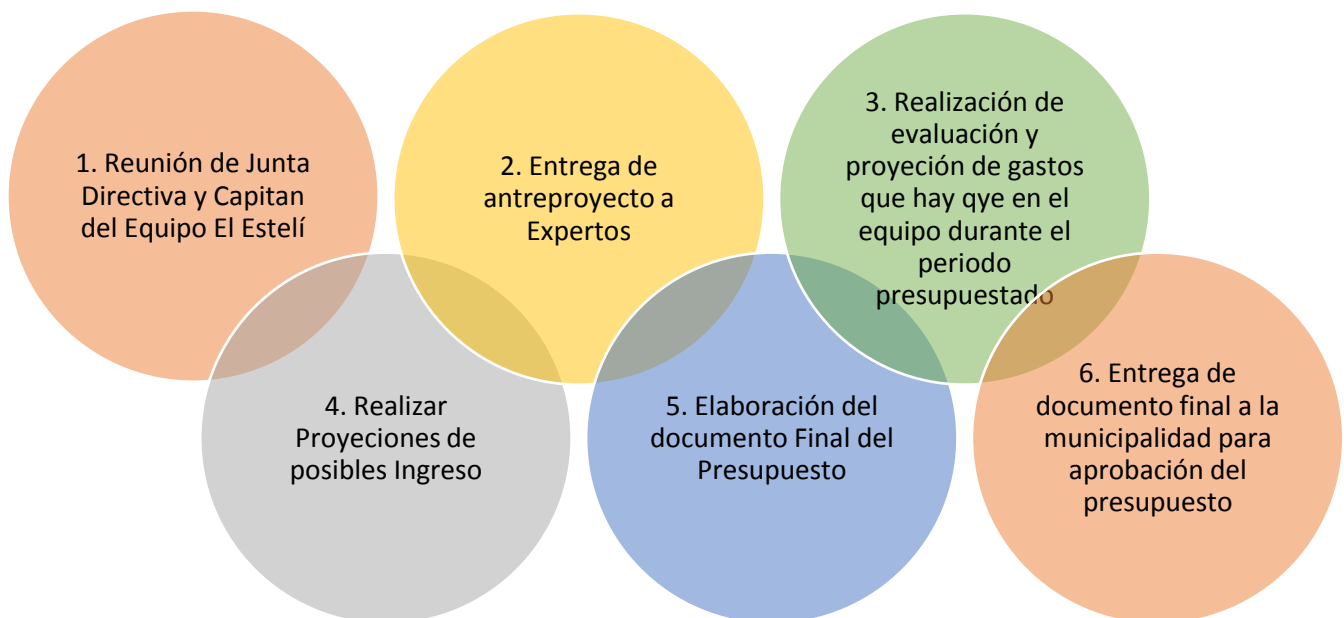 1. Reunión de Junta
Directiva y Capitan
del Equipo El Estelí
2. Entrega de
antreproyecto a
Expertos
3. Realización de
evaluación y
proyeción de gastos
que hay qye en el
equipo durante el
periodo
presupuestado
4. Realizar
Proyeciones de
posibles Ingreso
5. Elaboración del
documento Final del
Presupuesto
6. Entrega de
documento final a la
municipalidad para
aprobación del
presupuesto